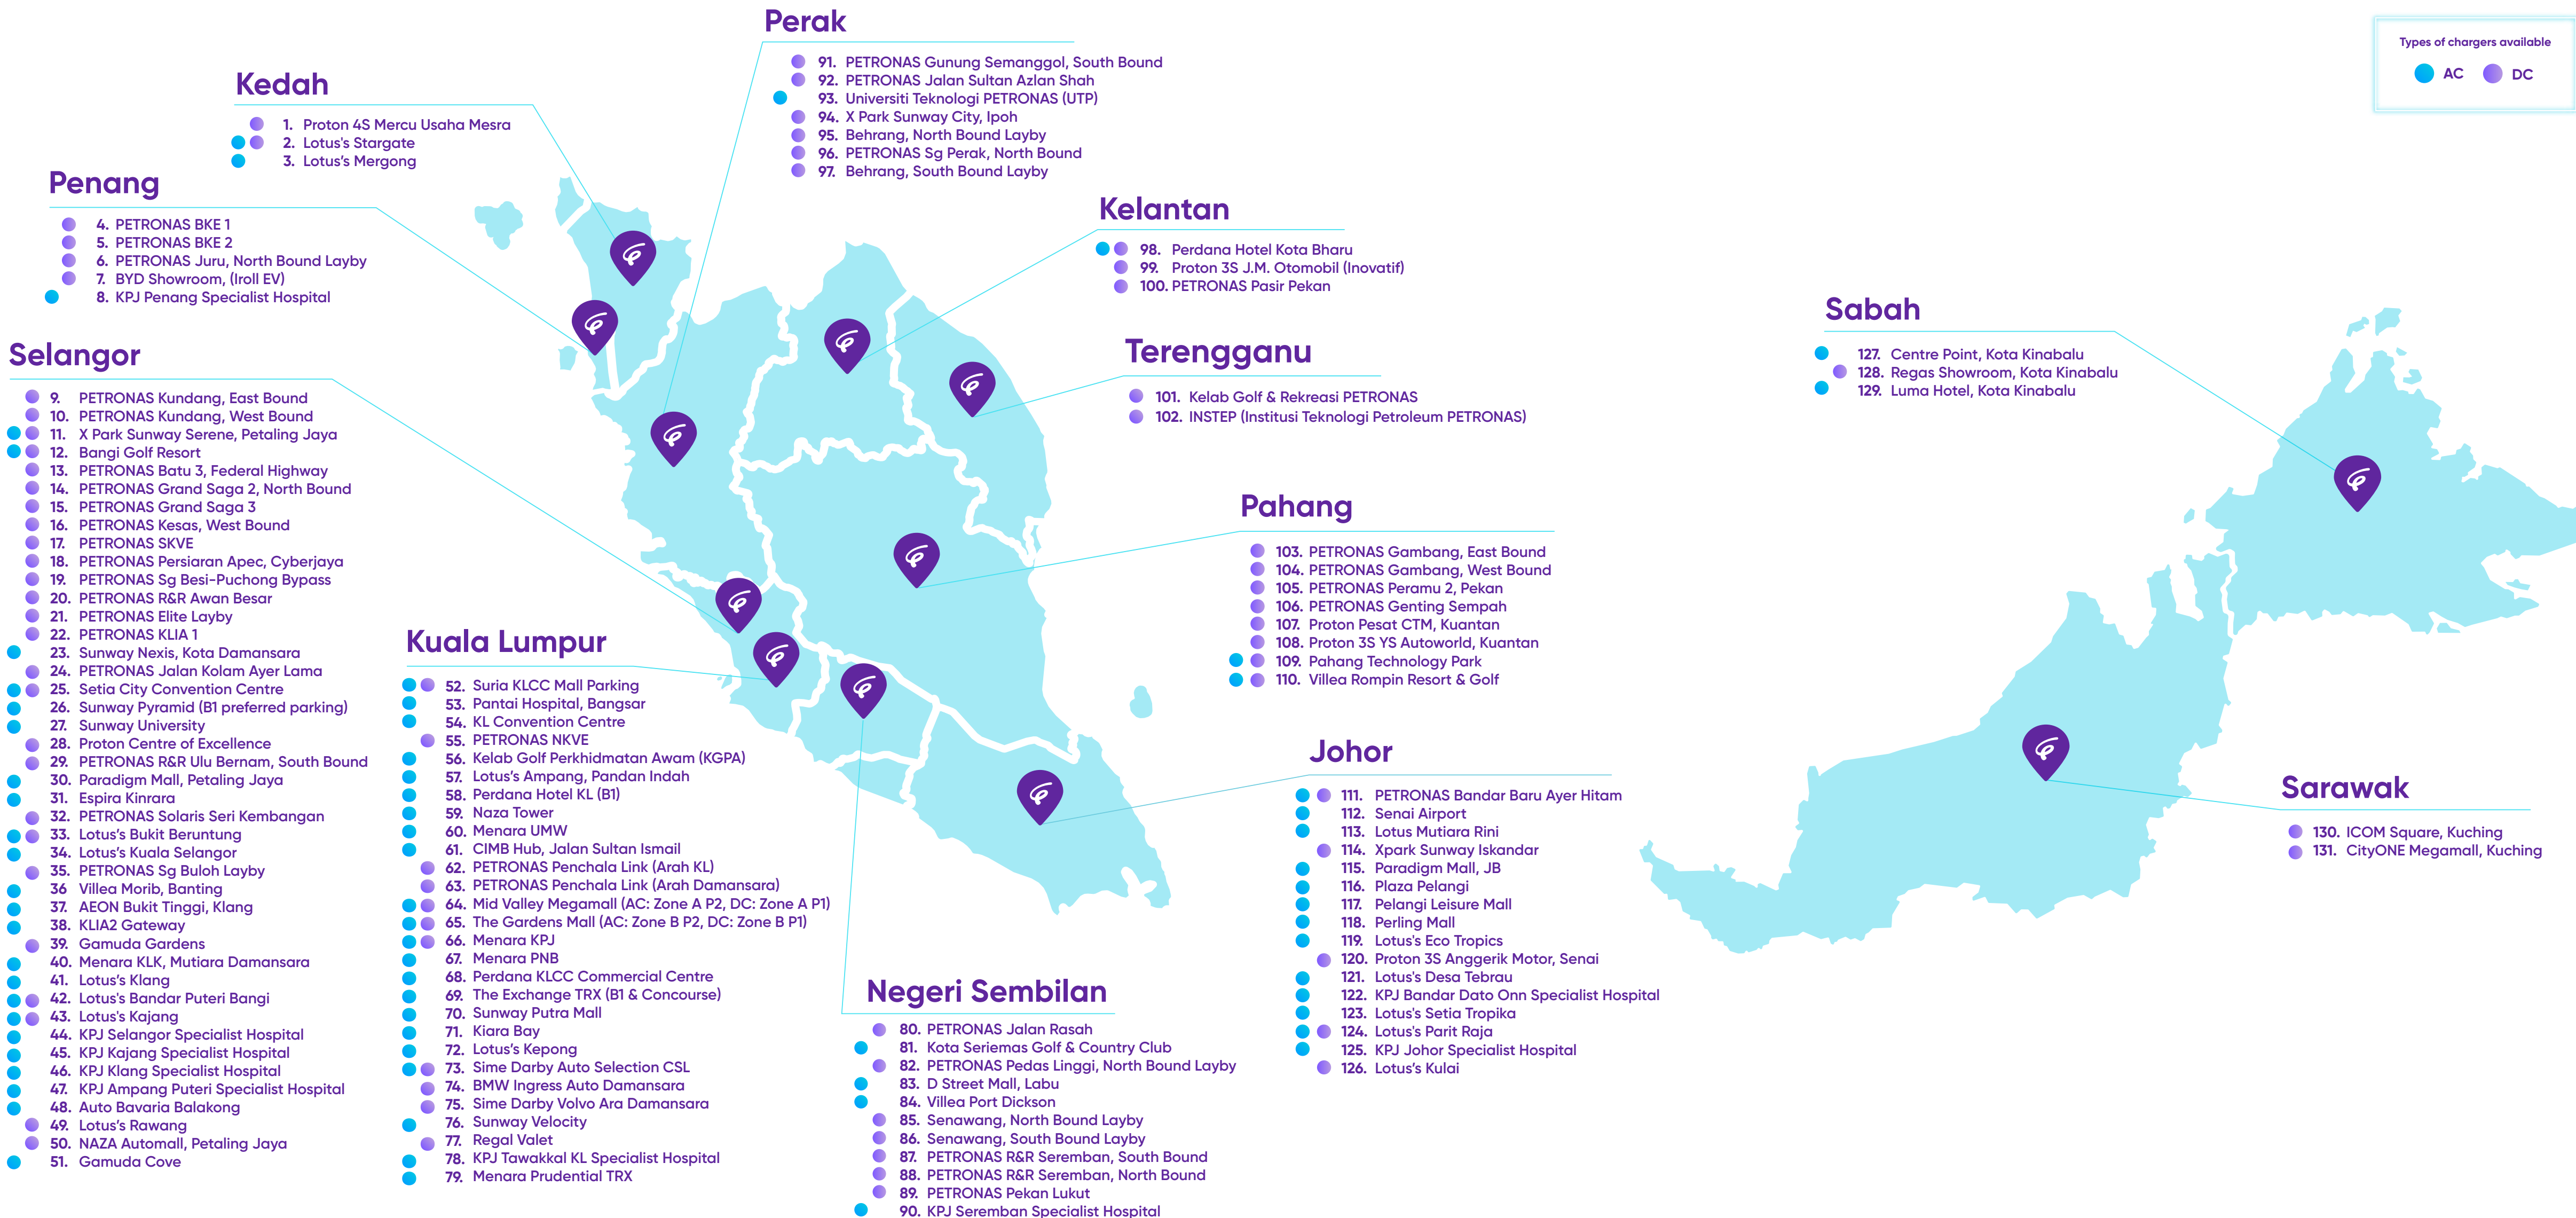 Types of chargers available
AC DC
Kedah
1. Proton 4S Mercu Usaha Mesra
2. Lotus's Stargate
3. Lotus's Mergong
Penang
4. PETRONAS BKE 1
5. PETRONAS BKE 2
6. PETRONAS Juru, North Bound Layby
7. BYD Showroom, (Iroll EV)
8. KPJ Penang Specialist Hospital
Selangor
9. PETRONAS Kundang, East Bound
10. PETRONAS Kundang, West Bound
11. X Park Sunway Serene, Petaling Jaya
12. Bangi Golf Resort
13. PETRONAS Batu 3, Federal Highway
14. PETRONAS Grand Saga 2, North Bound
15. PETRONAS Grand Saga 3
16. PETRONAS Kesas, West Bound
17. PETRONAS SKVE
18. PETRONAS Persiaran Apec, Cyberjaya
19. PETRONAS Sg Besi-Puchong Bypass
20. PETRONAS R&R Awan Besar
21. PETRONAS Elite Layby
22. PETRONAS KLIA 1
23. Sunway Nexis, Kota Damansara
24. PETRONAS Jalan Kolam Ayer Lama
25. Setia City Convention Centre
26. Sunway Pyramid (B1 preferred parking)
27. Sunway University
28. Proton Centre of Excellence
29. PETRONAS R&R Ulu Bernam, South Bound
30. Paradigm Mall, Petaling Jaya
31. Espira Kinrara
32. PETRONAS Solaris Seri Kembangan
33. Lotus's Bukit Beruntung
34. Lotus's Kuala Selangor
35. PETRONAS Sg Buloh Layby
36 Villea Morib, Banting
37. AEON Bukit Tinggi, Klang
38. KLIA2 Gateway
39. Gamuda Gardens
40. Menara KLK, Mutiara Damansara
41. Lotus's Klang
42. Lotus's Bandar Puteri Bangi
43. Lotus's Kajang
44. KPJ Selangor Specialist Hospital
45. KPJ Kajang Specialist Hospital
46. KPJ Klang Specialist Hospital
47. KPJ Ampang Puteri Specialist Hospital
48. Auto Bavaria Balakong
49. Lotus's Rawang
50. NAZA Automall, Petaling Jaya
51. Gamuda Cove
Kuala Lumpur
52. Suria KLCC Mall Parking
53. Pantai Hospital, Bangsar
54. KL Convention Centre
55. PETRONAS NKVE
56. Kelab Golf Perkhidmatan Awam (KGPA)
57. Lotus's Ampang, Pandan Indah
58. Perdana Hotel KL (B1)
59. Naza Tower
60. Menara UMW
61. CIMB Hub, Jalan Sultan Ismail
62. PETRONAS Penchala Link (Arah KL)
63. PETRONAS Penchala Link (Arah Damansara)
64. Mid Valley Megamall (AC: Zone A P2, DC: Zone A P1)
65. The Gardens Mall (AC: Zone B P2, DC: Zone B P1)
66. Menara KPJ
67. Menara PNB
68. Perdana KLCC Commercial Centre
69. The Exchange TRX (B1 & Concourse)
70. Sunway Putra Mall
71. Kiara Bay
72. Lotus's Kepong
73. Sime Darby Auto Selection CSL
74. BMW Ingress Auto Damansara
75. Sime Darby Volvo Ara Damansara
76. Sunway Velocity
77. Regal Valet
78. KPJ Tawakkal KL Specialist Hospital
79. Menara Prudential TRX
Negeri Sembilan
80. PETRONAS Jalan Rasah
81. Kota Seriemas Golf & Country Club
82. PETRONAS Pedas Linggi, North Bound Layby
83. D Street Mall, Labu
84. Villea Port Dickson
85. Senawang, North Bound Layby
86. Senawang, South Bound Layby
87. PETRONAS R&R Seremban, South Bound
88. PETRONAS R&R Seremban, North Bound
89. PETRONAS Pekan Lukut
90. KPJ Seremban Specialist Hospital
Perak
91. PETRONAS Gunung Semanggol, South Bound
92. PETRONAS Jalan Sultan Azlan Shah
93. Universiti Teknologi PETRONAS (UTP)
94. X Park Sunway City, Ipoh
95. Behrang, North Bound Layby
96. PETRONAS Sg Perak, North Bound
97. Behrang, South Bound Layby
Kelantan
98. Perdana Hotel Kota Bharu
99. Proton 3S J.M. Otomobil (Inovatif)
100. PETRONAS Pasir Pekan
Terengganu
101. Kelab Golf & Rekreasi PETRONAS
102. INSTEP (Institusi Teknologi Petroleum PETRONAS)
Pahang
103. PETRONAS Gambang, East Bound
104. PETRONAS Gambang, West Bound
105. PETRONAS Peramu 2, Pekan
106. PETRONAS Genting Sempah
107. Proton Pesat CTM, Kuantan
108. Proton 3S YS Autoworld, Kuantan
109. Pahang Technology Park
110. Villea Rompin Resort & Golf
Johor
111. PETRONAS Bandar Baru Ayer Hitam
112. Senai Airport
113. Lotus Mutiara Rini
114. Xpark Sunway Iskandar
115. Paradigm Mall, JB
116. Plaza Pelangi
117. Pelangi Leisure Mall
118. Perling Mall
119. Lotus's Eco Tropics
120. Proton 3S Anggerik Motor, Senai
121. Lotus's Desa Tebrau
122. KPJ Bandar Dato Onn Specialist Hospital
123. Lotus's Setia Tropika
124. Lotus's Parit Raja
125. KPJ Johor Specialist Hospital
126. Lotus's Kulai
Sabah
127. Centre Point, Kota Kinabalu
128. Regas Showroom, Kota Kinabalu
129. Luma Hotel, Kota Kinabalu
Sarawak
130. ICOM Square, Kuching
131. CityONE Megamall, Kuching